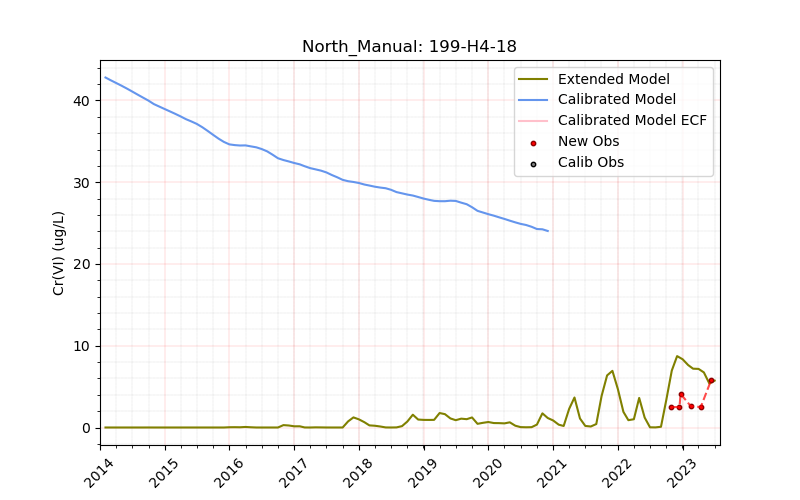 North_Manual: 199-H4-18
Extended Model
Calibrated Model
Calibrated Model ECF
New Obs
Calib Obs
Cr(VI) (ug/L)
40
30
20
10
0
2014 2015 2016 2017 2018 2019 2020 2021 2022 2023